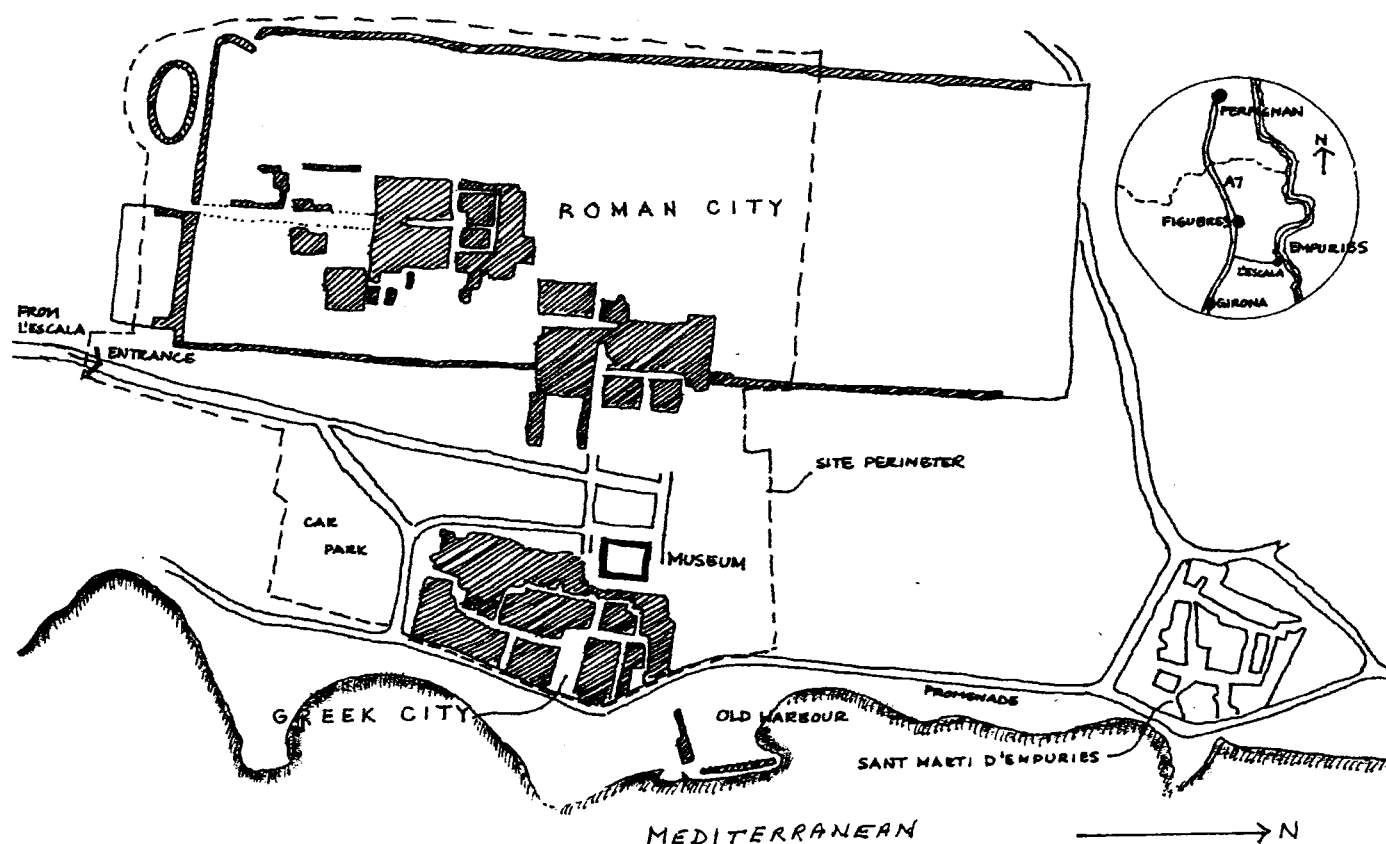 PERPIGNAN
N
A7
ROMAN CITY
FIGUERES
EMPURIES
L'ESCALA
GIRONA
FROM
L'ESCALA
ENTRANCE
SITE PERIMETER
CAR
PARK
MUSEUM
PROMENADE
GREEK CITY
OLD HARBOUR
SANT MARTI D'EMPURIES
MEDITERRANEAN
N